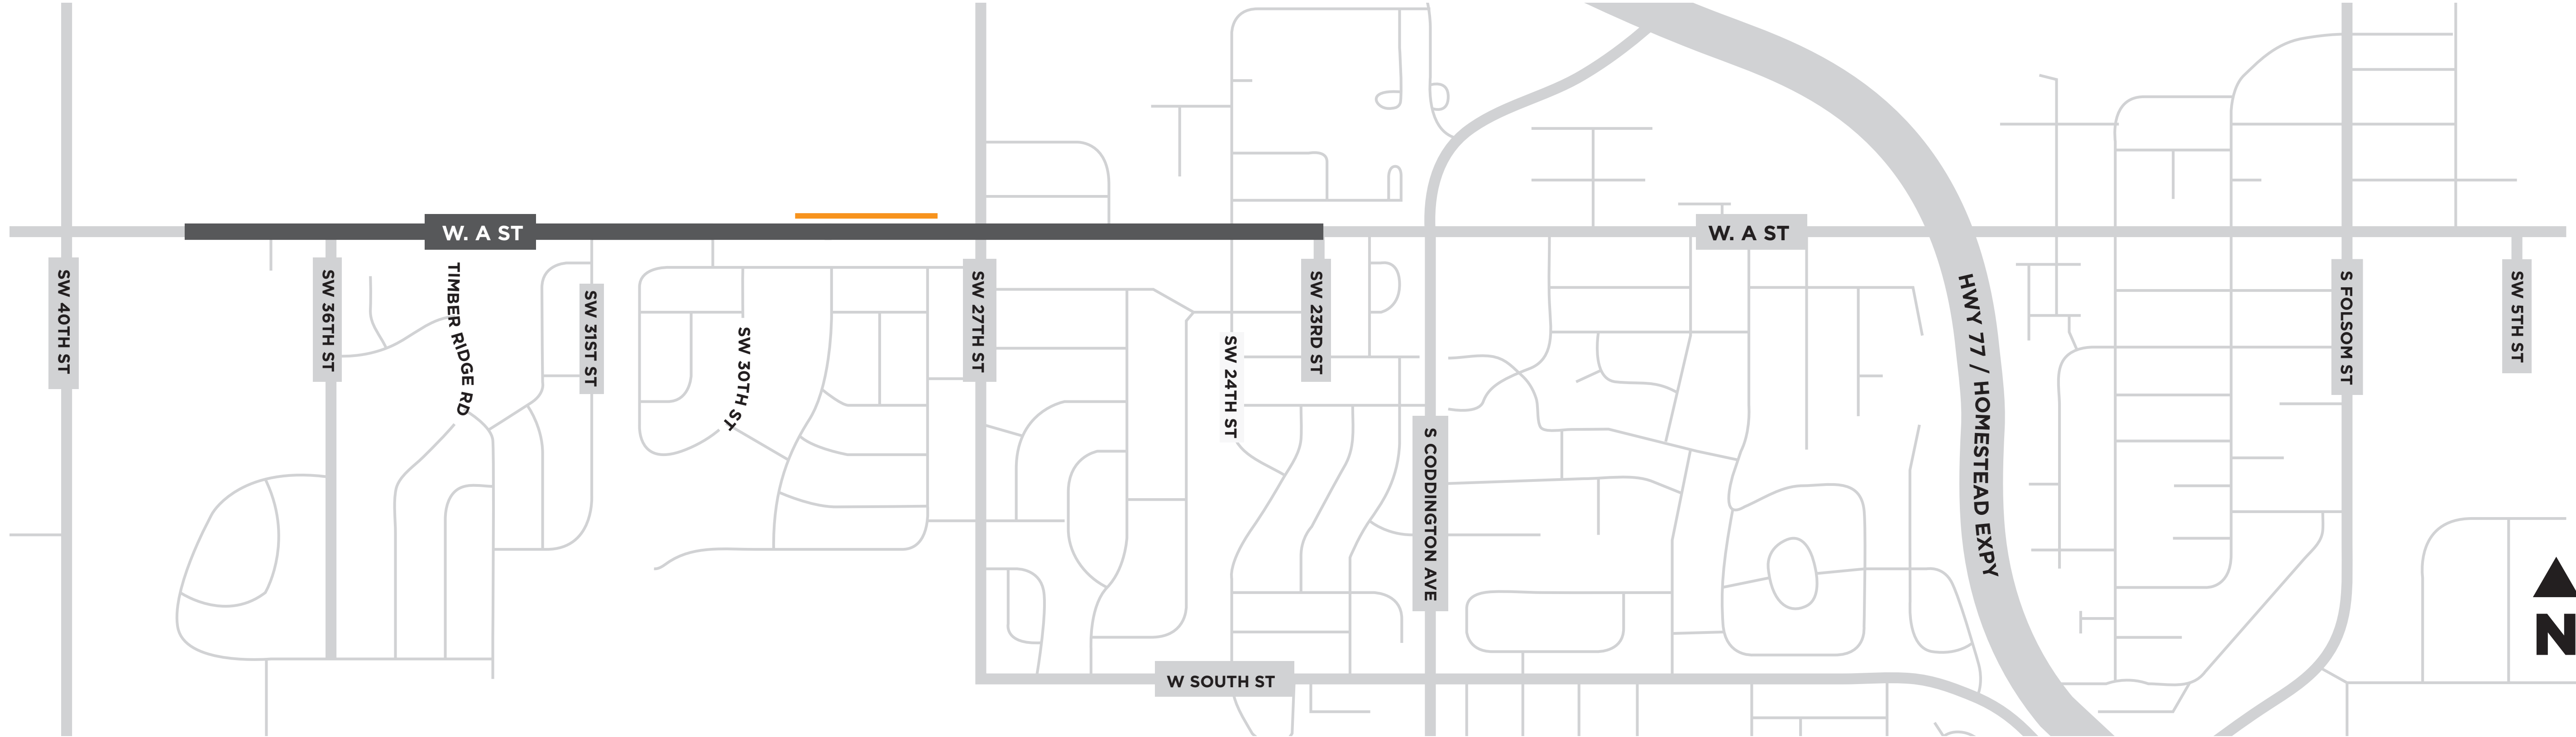 W. A ST
W. A ST
SW 40TH ST
SW 36TH ST
TIMBER RIDGE RD
SW 31ST ST
SW 30TH ST
SW 27TH ST
SW 24TH ST
SW 23RD ST
S CODDINGTON AVE
HWY 77 / HOMESTEAD EXPY
S FOLSOM ST
SW 5TH ST
W SOUTH ST
N